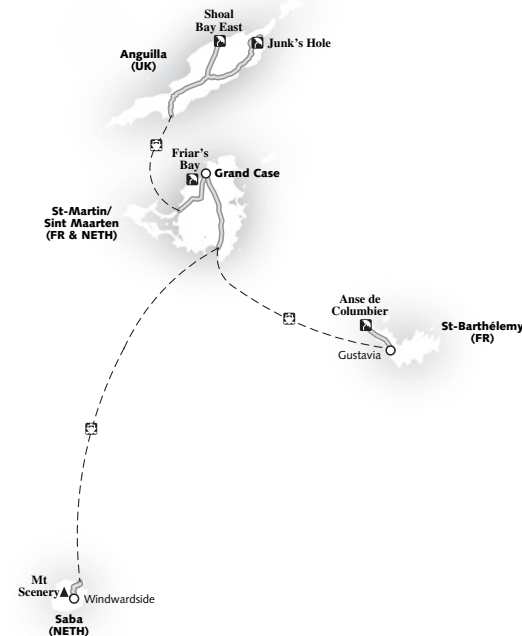 Shoal
Bay East
Junk's Hole
Anguilla
(UK)
Friar's
Bay
Grand Case
St-Martin/
Sint Maarten
(FR & NETH)
Anse de
Columbier
St-Barthélemy
(FR)
Gustavia
Mt
Scenery
Windwardside
Saba
(NETH)